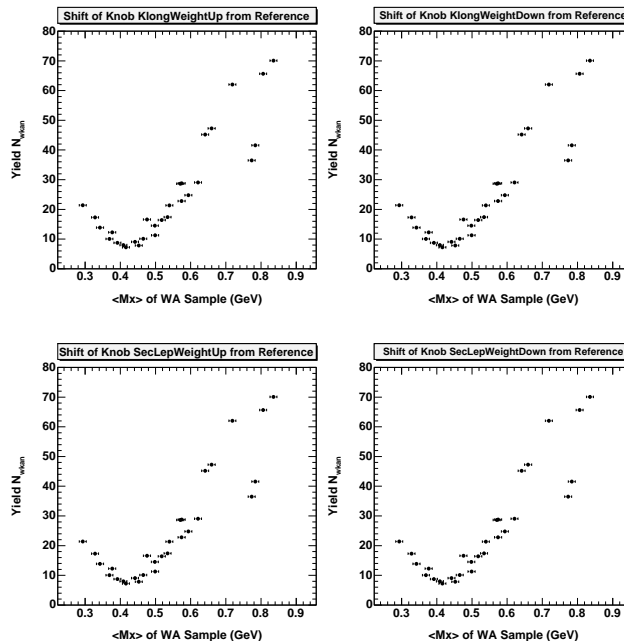 Shift of Knob KlongWeightUp from Reference
Yield N_wkan
80
70
60
50
40
30
20
10
0
0.3 0.4 0.5 0.6 0.7 0.8 0.9
<Mx> of WA Sample (GeV)
Shift of Knob KlongWeightDown from Reference
Yield N_wkan
80
70
60
50
40
30
20
10
0
0.3 0.4 0.5 0.6 0.7 0.8 0.9
<Mx> of WA Sample (GeV)
Shift of Knob SecLepWeightUp from Reference
Yield N_wkan
80
70
60
50
40
30
20
10
0
0.3 0.4 0.5 0.6 0.7 0.8 0.9
<Mx> of WA Sample (GeV)
Shift of Knob SecLepWeightDown from Reference
Yield N_wkan
80
70
60
50
40
30
20
10
0
0.3 0.4 0.5 0.6 0.7 0.8 0.9
<Mx> of WA Sample (GeV)